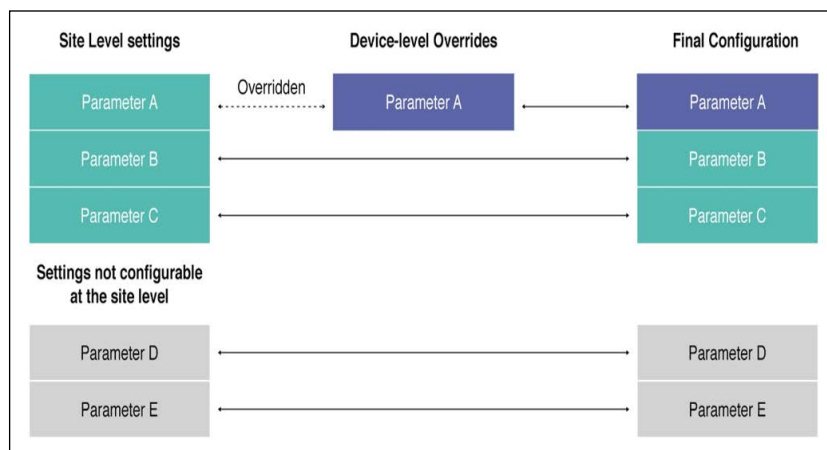 Site Level settings
Device-level Overrides
Final Configuration
Parameter A
Overridden
Parameter A
Parameter A
Parameter B
Parameter B
Parameter C
Parameter C
Settings not configurable
at the site level
Parameter D
Parameter D
Parameter E
Parameter E